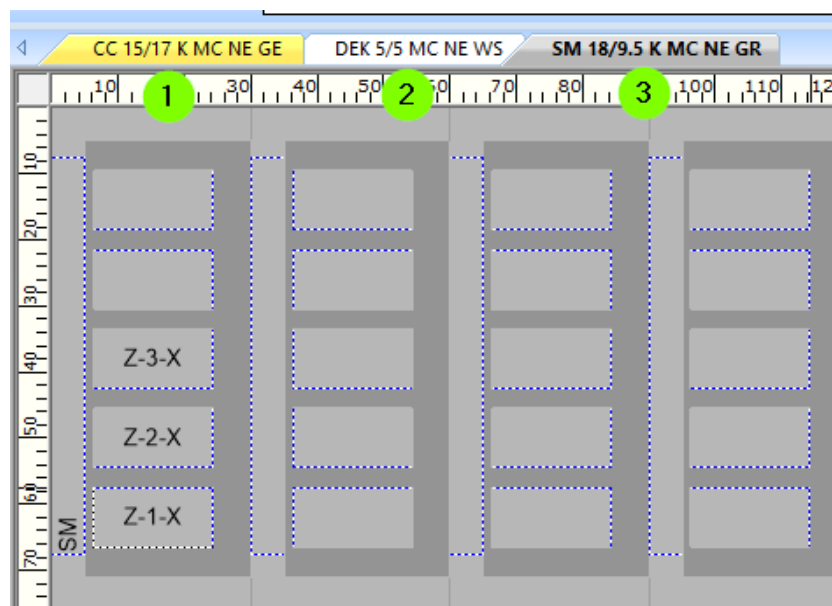 CC 15/17 K MC NE GE
DEK 5/5 MC NE WS
SM 18/9.5 K MC NE GR
10 30 40 50 60 70 80 100 110
1 2 3
10
20
30
40
50
60
70
Z-3-X
Z-2-X
Z-1-X
SM